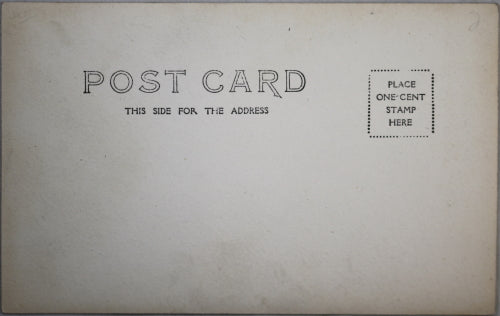 POST CARD
THIS SIDE FOR THE ADDRESS
PLACE
ONE-CENT
STAMP
HERE